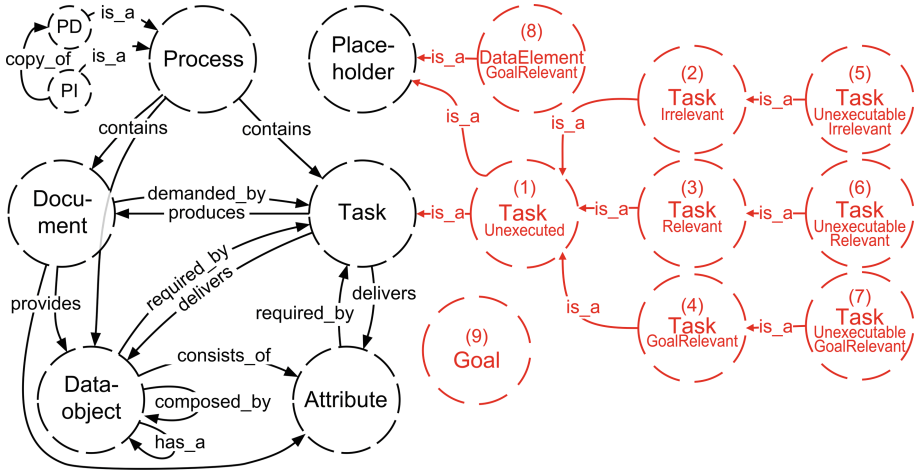 PD
is_a
copy_of
is_a
PI
Process
Place-
holder
is_a
(8)
DataElement
GoalRelevant
is_a
(2)
Task
Irrelevant
is_a
(5)
Task
Unexecutable
Irrelevant
contains
contains
is_a
Docu-
ment
demanded_by
produces
Task
is_a
(1)
Task
Unexecuted
is_a
(3)
Task
Relevant
is_a
(6)
Task
Unexecutable
Relevant
provides
required_by
delivers
required_by
delivers
is_a
(4)
Task
GoalRelevant
is_a
(7)
Task
Unexecutable
GoalRelevant
(9)
Goal
Data-
object
consists_of
composed_by
has_a
Attribute